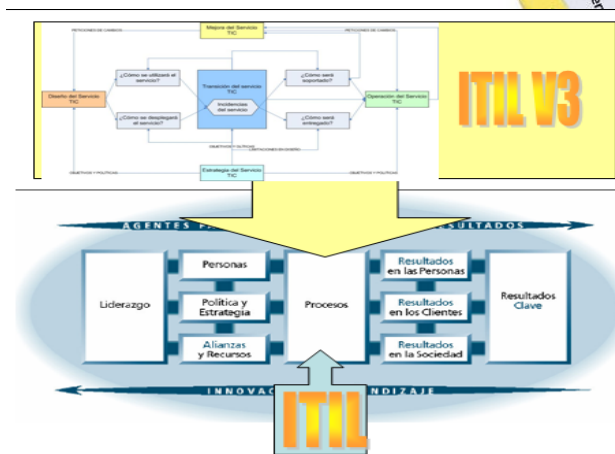 Mejora del Servicio
TIC
PETICIONES DE CAMBIOS
PETICIONES DE CAMBIOS
¿Cómo se utilizará el
servicio?
Transición del servicio
TIC
¿Cómo será
soportado?
Diseño del Servicio
TIC
Incidencias
del servicio
Operación del Servicio
TIC
¿Cómo se desplegará
el servicio?
¿Cómo será
entregado?
OBJETIVOS Y POLÍTICAS
OBJETIVOS Y POLÍTICAS
Estrategia del Servicio
TIC
OBJETIVOS Y POLÍTICAS
ITIL V3
AGENTES
RESULTADOS
Liderazgo
Personas
Política y
Estrategia
Alianzas
y Recursos
Procesos
Resultados
en las Personas
Resultados
en los Clientes
Resultados
en la Sociedad
Resultados
Clave
ITIL